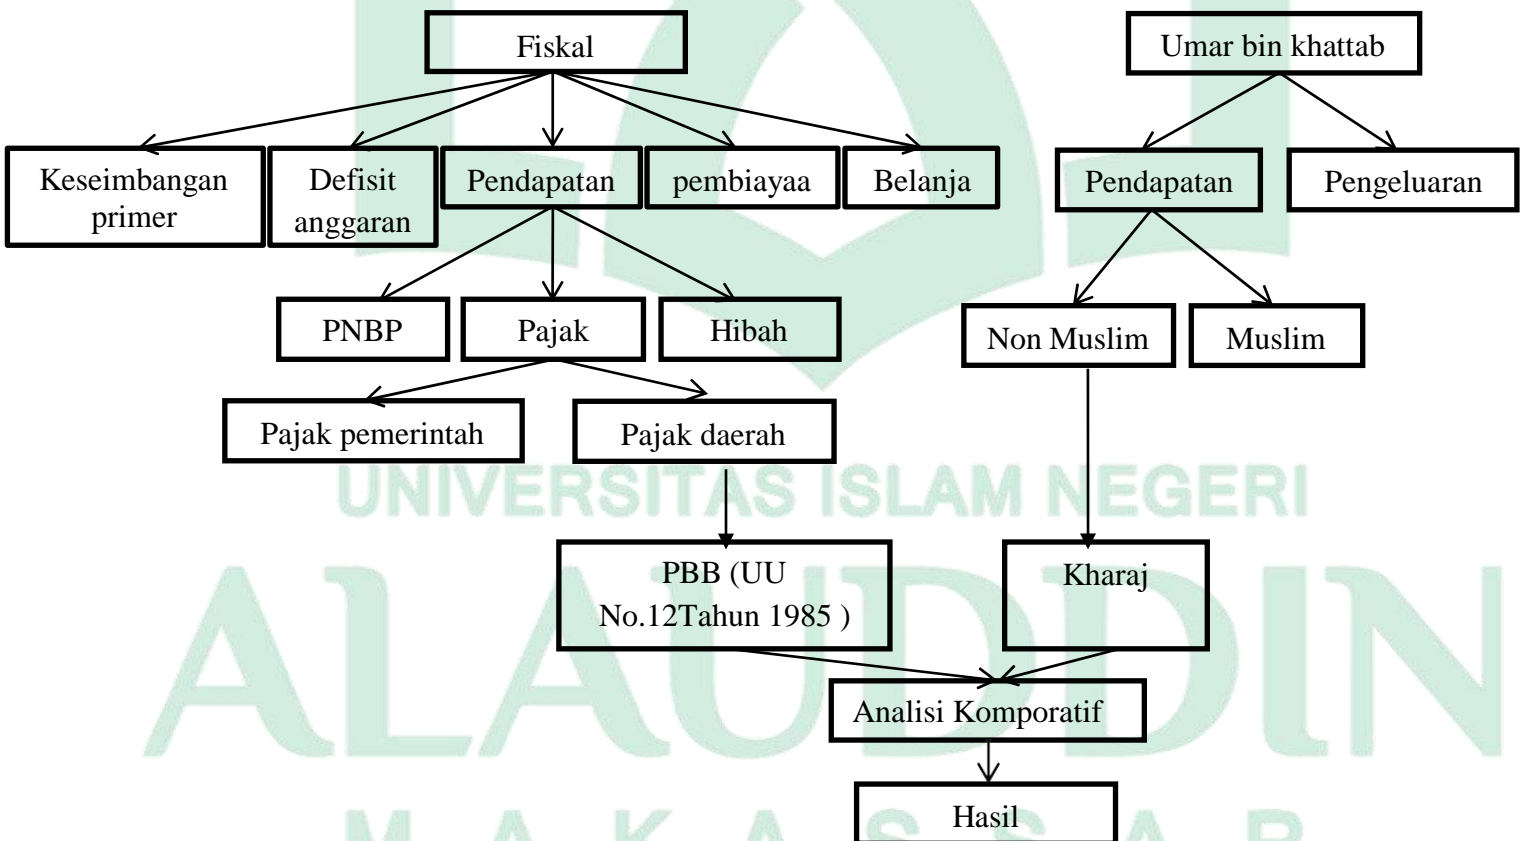 Fiskal
Umar bin khattab
Keseimbangan
primer
Defisit
anggaran
Pendapatan
pembiayaa
Belanja
Pendapatan
Pengeluaran
PNBP
Pajak
Hibah
Non Muslim
Muslim
Pajak pemerintah
Pajak daerah
UNIVERSITAS ISLAM NEGERI
PBB (UU
No.12Tahun 1985 )
Kharaj
ALAUDDIN
Analisi Komporatif
Hasil
M A K A S S A R